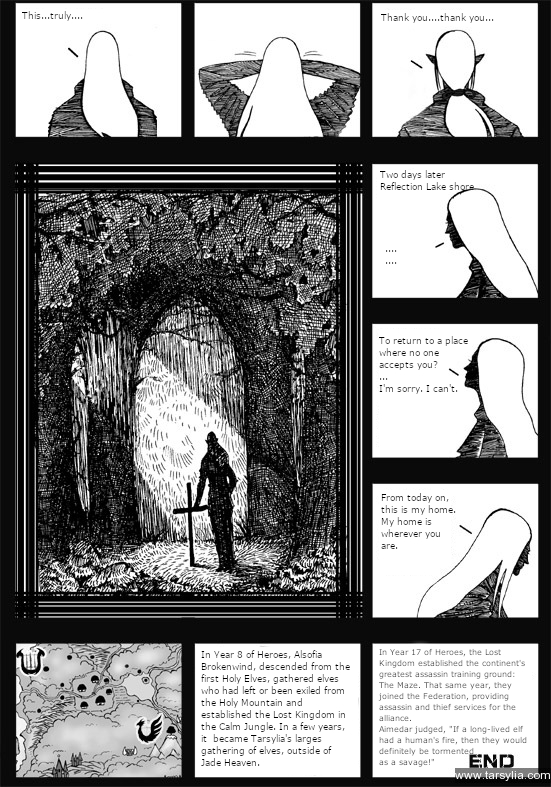 This...truly....
Thank you....thank you...
Two days later
Reflection Lake shore
....
....
To return to a place
where no one
accepts you?
...
I'm sorry. I can't.
From today on,
this is my home.
My home is
wherever you
are.
In Year 8 of Heroes, Alsofia
Brokenwind, descended from the
first Holy Elves, gathered elves
who had left or been exiled from
the Holy Mountain and
established the Lost Kingdom in
the Calm Jungle. In a few years,
it became Tarsylia's larges
gathering of elves, outside of
Jade Heaven.
In Year 17 of Heroes, the Lost
Kingdom established the continent's
greatest assassin training ground:
The Maze. That same year, they
joined the Federation, providing
assassin and thief services for the
alliance.
Aimedar judged, "If a long-lived elf
had a human's fire, then they would
definitely be tormented
as a savage!"
END
www.tarsylia.com